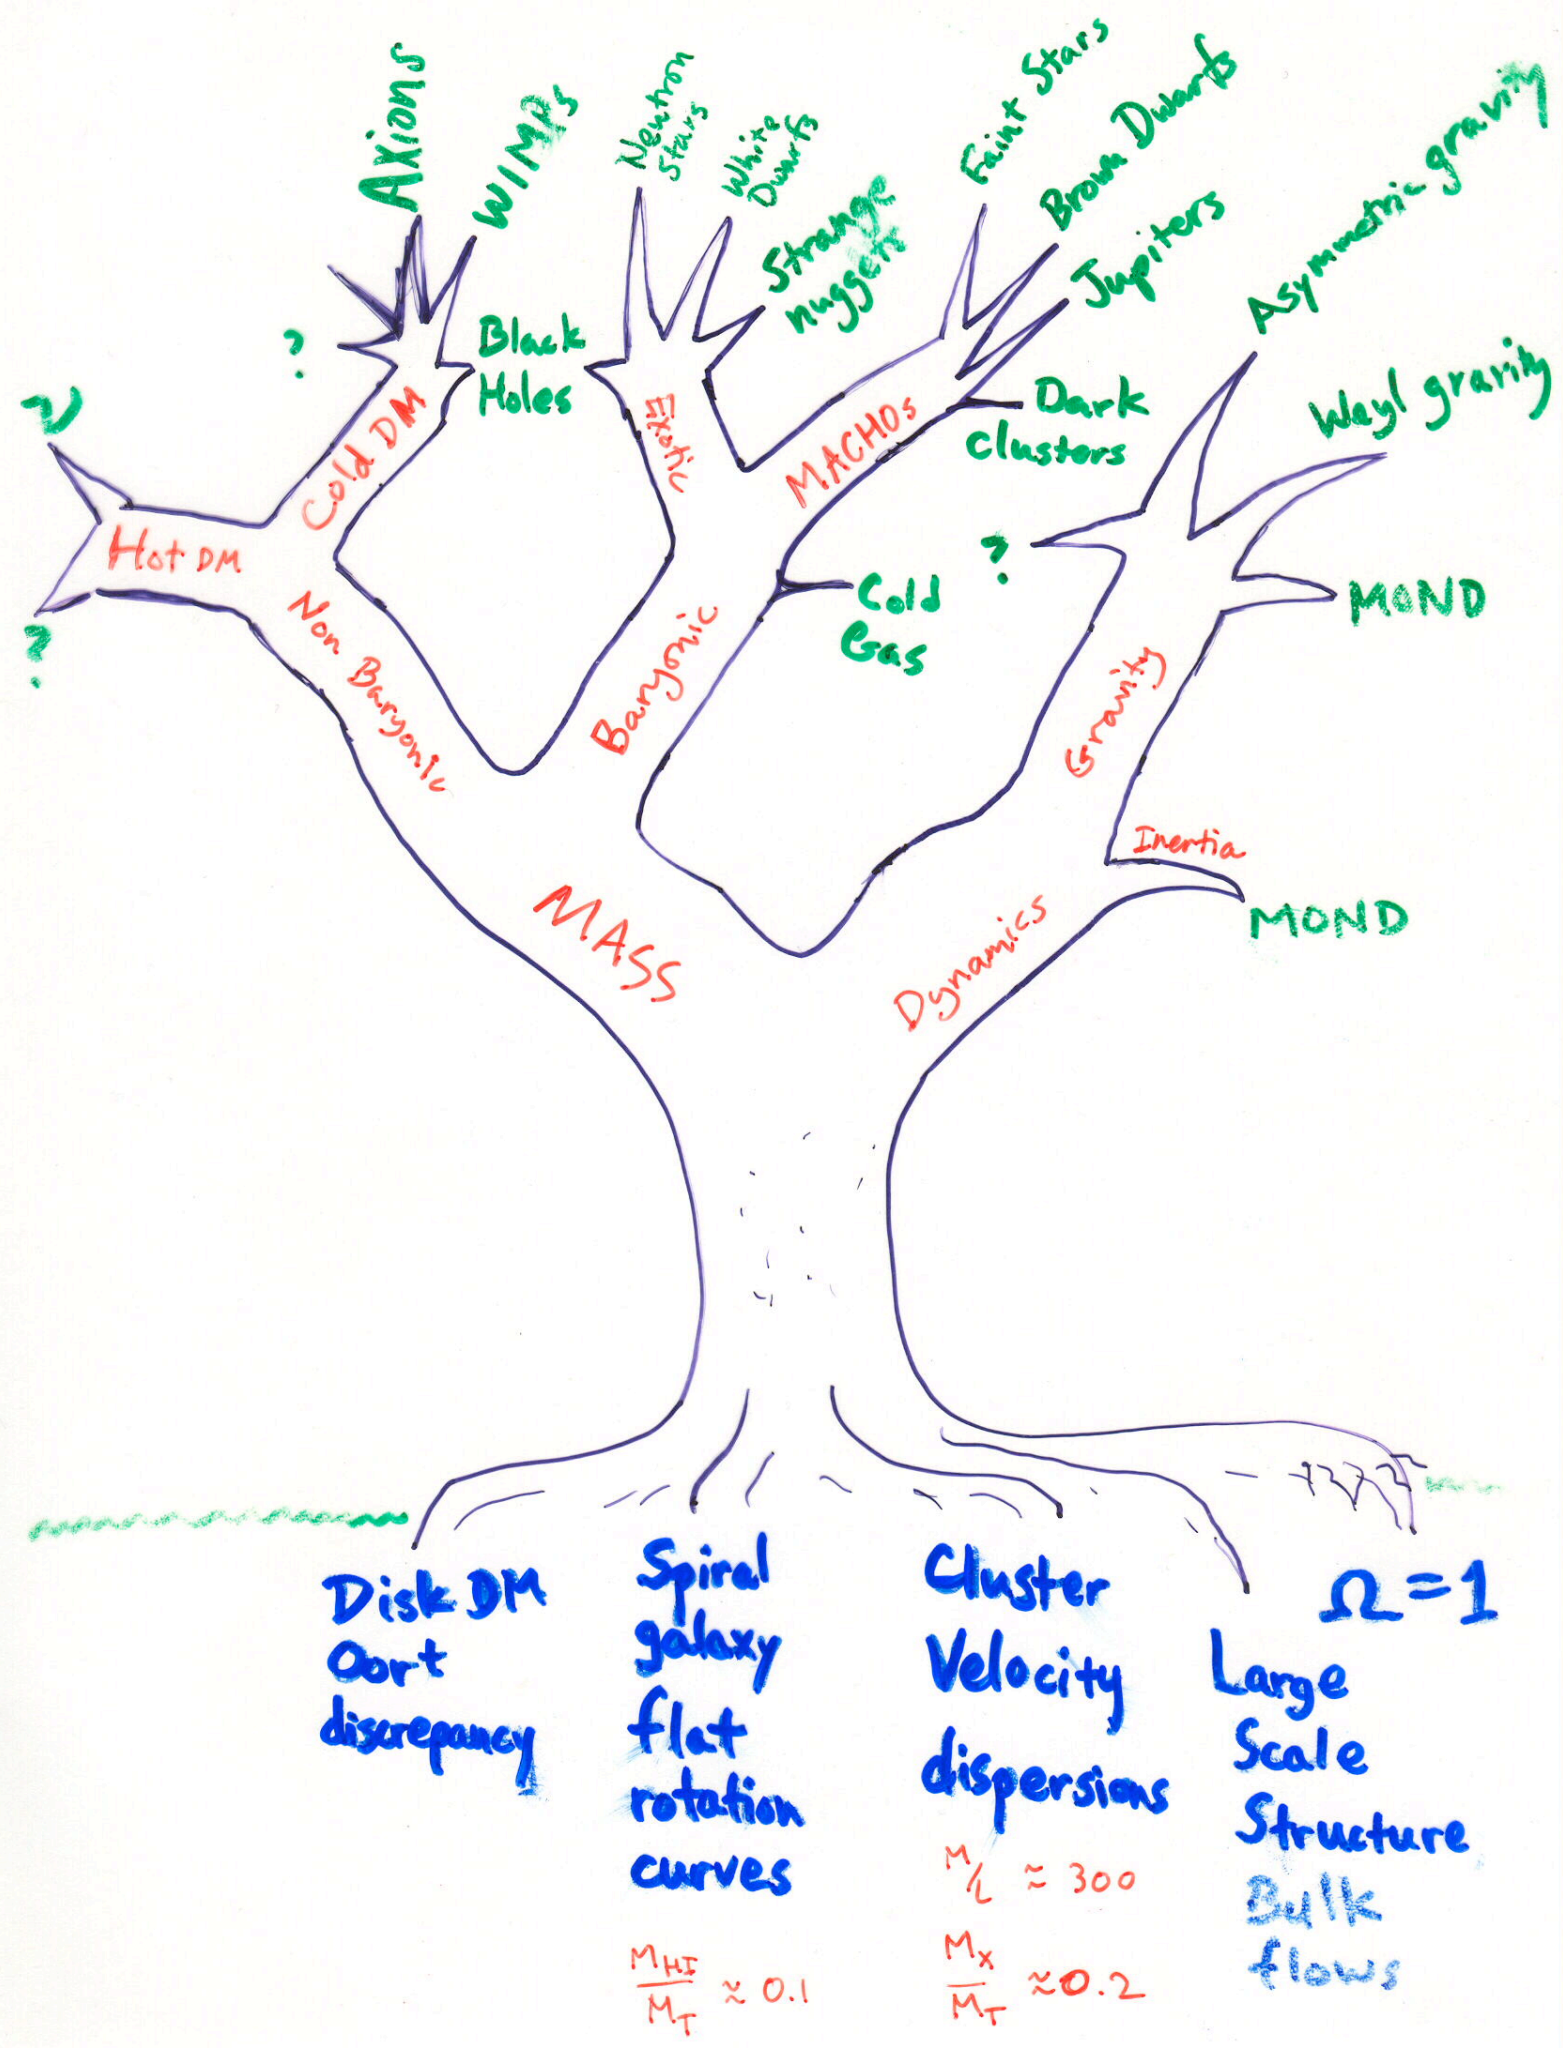 Axions
WIMPs
Neutron
Stars
White
Dwarfs
Strange
nuggets
Faint Stars
Brown Dwarfs
Jupiters
Asymmetric gravity
Weyl gravity
?
Black
Holes
ν
Cold DM
Exotic
MACHOs
Dark
clusters
Hot DM
?
?
Cold
Gas
MOND
Non Baryonic
Baryonic
Gravity
Inertia
MOND
MASS
Dynamics
Disk DM
Oort
discrepancy
Spiral
galaxy
flat
rotation
curves
M_HI/M_T ≈ 0.1
Cluster
Velocity
dispersions
M/L ≈ 300
M_X/M_T ≈ 0.2
Ω = 1
Large
Scale
Structure
Bulk
flows